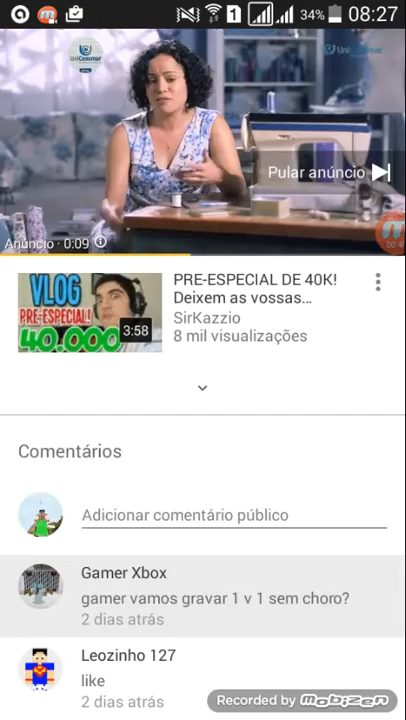 1
34%
08:27
UniCesumar
UniCesumar
Pular anúncio
Anúncio · 0:09
VLOG
PRE-ESPECIAL!
40.000
3:58
PRE-ESPECIAL DE 40K!
Deixem as vossas...
SirKazzio
8 mil visualizações
Comentários
Adicionar comentário público
Gamer Xbox
gamer vamos gravar 1 v 1 sem choro?
2 dias atrás
Leozinho 127
like
2 dias atrás
Recorded by mobizen